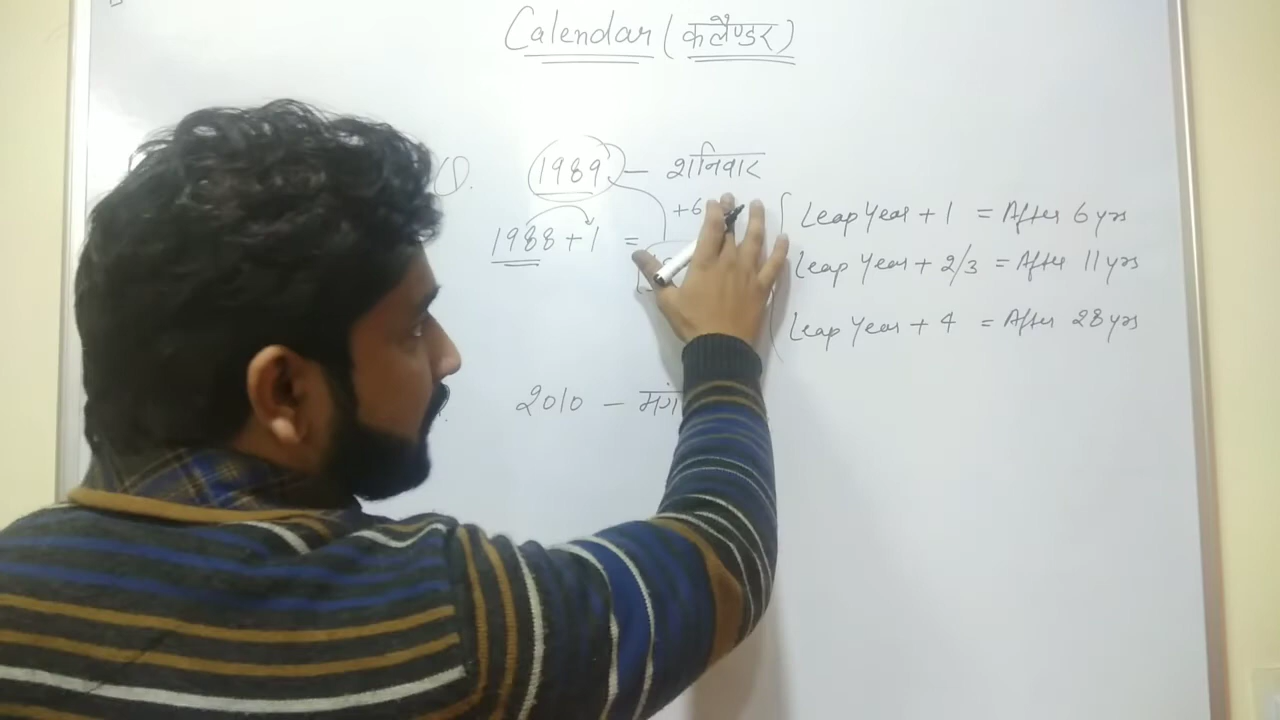 Calendar (कलैण्डर)
①. 1989 – शनिवार
+6
1988 + 1 =
Leap Year + 1 = After 6 yrs
Leap Year + 2/3 = After 11 yrs
Leap Year + 4 = After 28 yrs
2010 – मंग